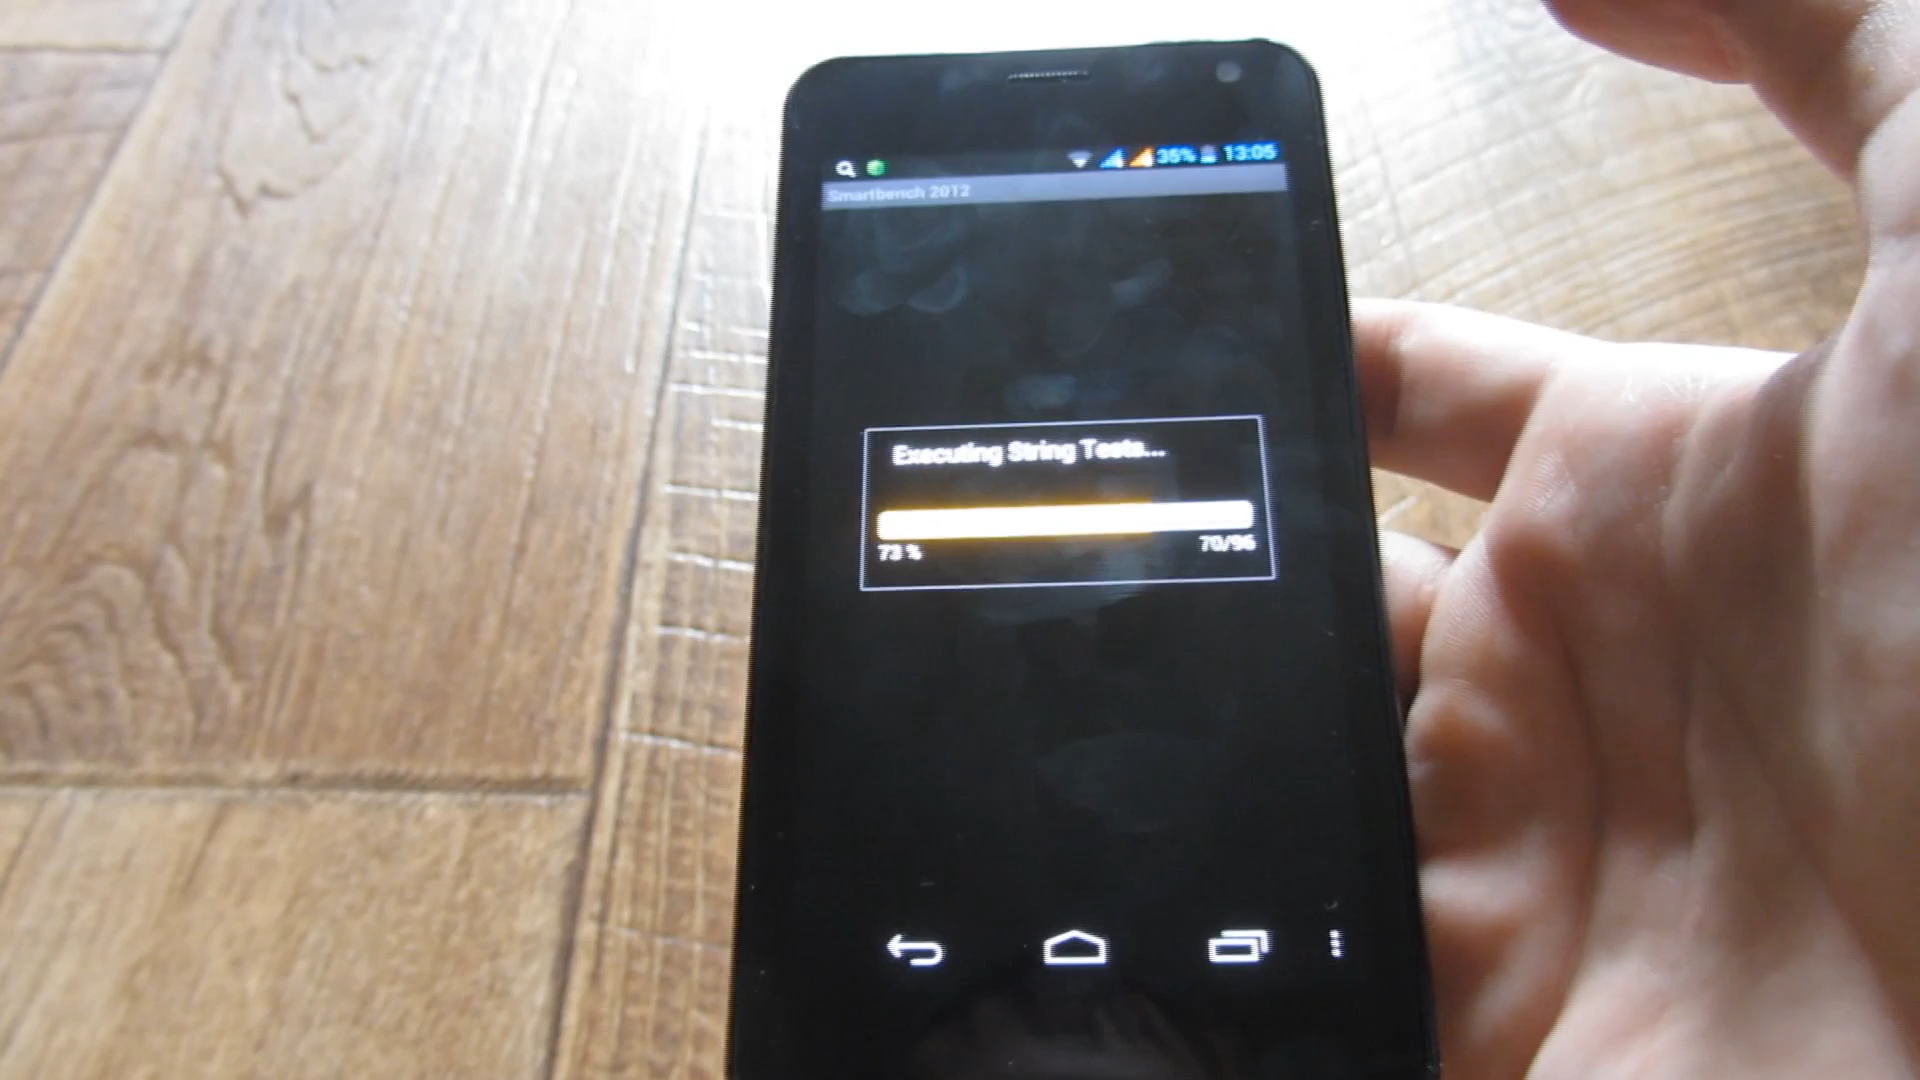 35% 13:05
Smartbench 2012
Executing String Tests...
73 % 70/96